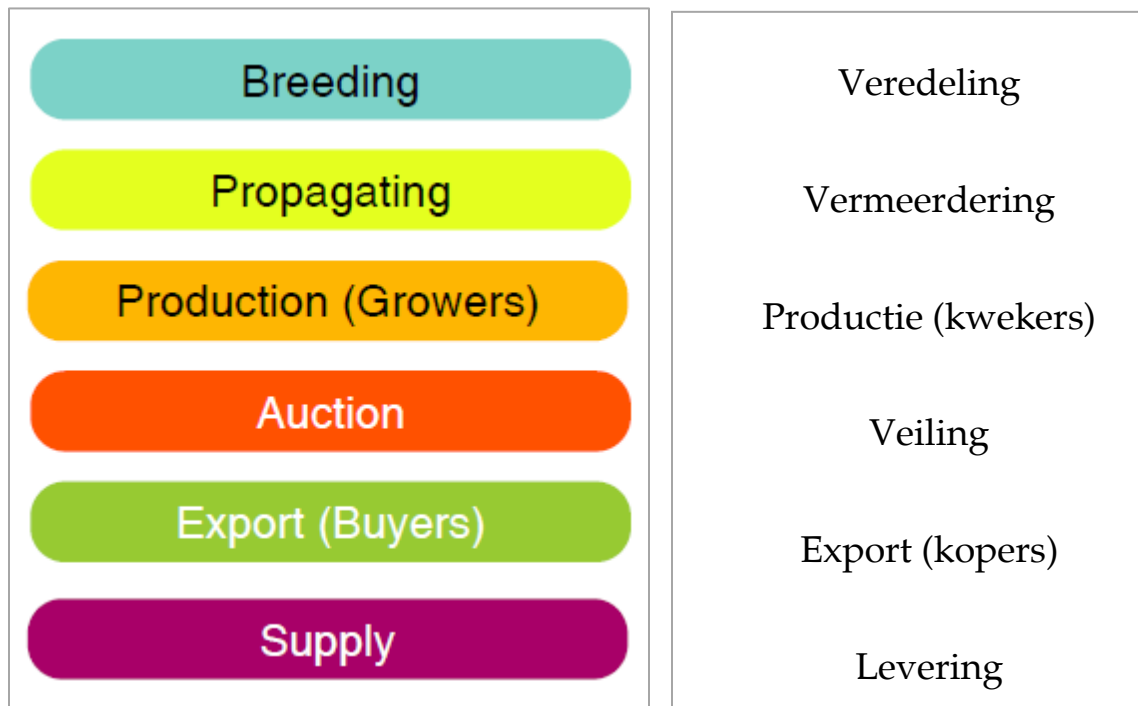 Breeding
Propagating
Production (Growers)
Auction
Export (Buyers)
Supply
Veredeling
Vermeerdering
Productie (kwekers)
Veiling
Export (kopers)
Levering